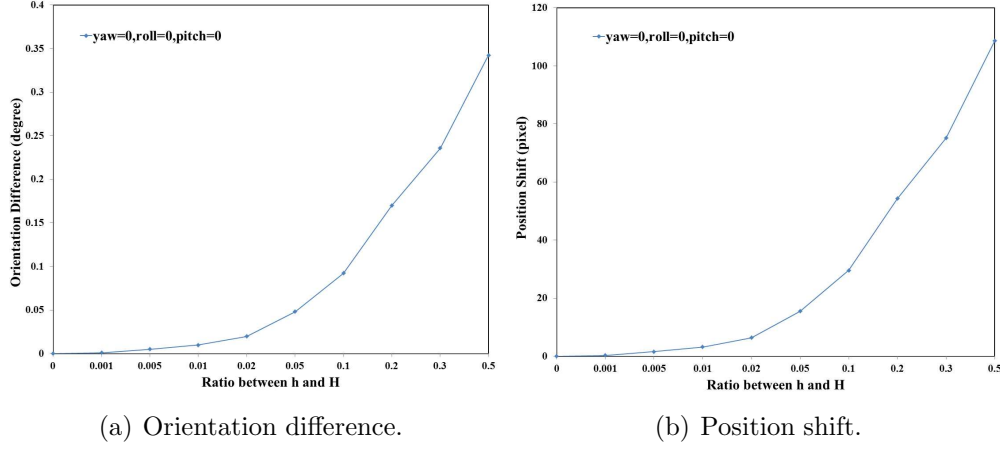 yaw=0,roll=0,pitch=0
0.4
0.35
0.3
0.25
0.2
0.15
0.1
0.05
0
Orientation Difference (degree)
0 0.001 0.005 0.01 0.02 0.05 0.1 0.2 0.3 0.5
Ratio between h and H
(a) Orientation difference.
yaw=0,roll=0,pitch=0
120
100
80
60
40
20
0
Position Shift (pixel)
0 0.001 0.005 0.01 0.02 0.05 0.1 0.2 0.3 0.5
Ratio between h and H
(b) Position shift.